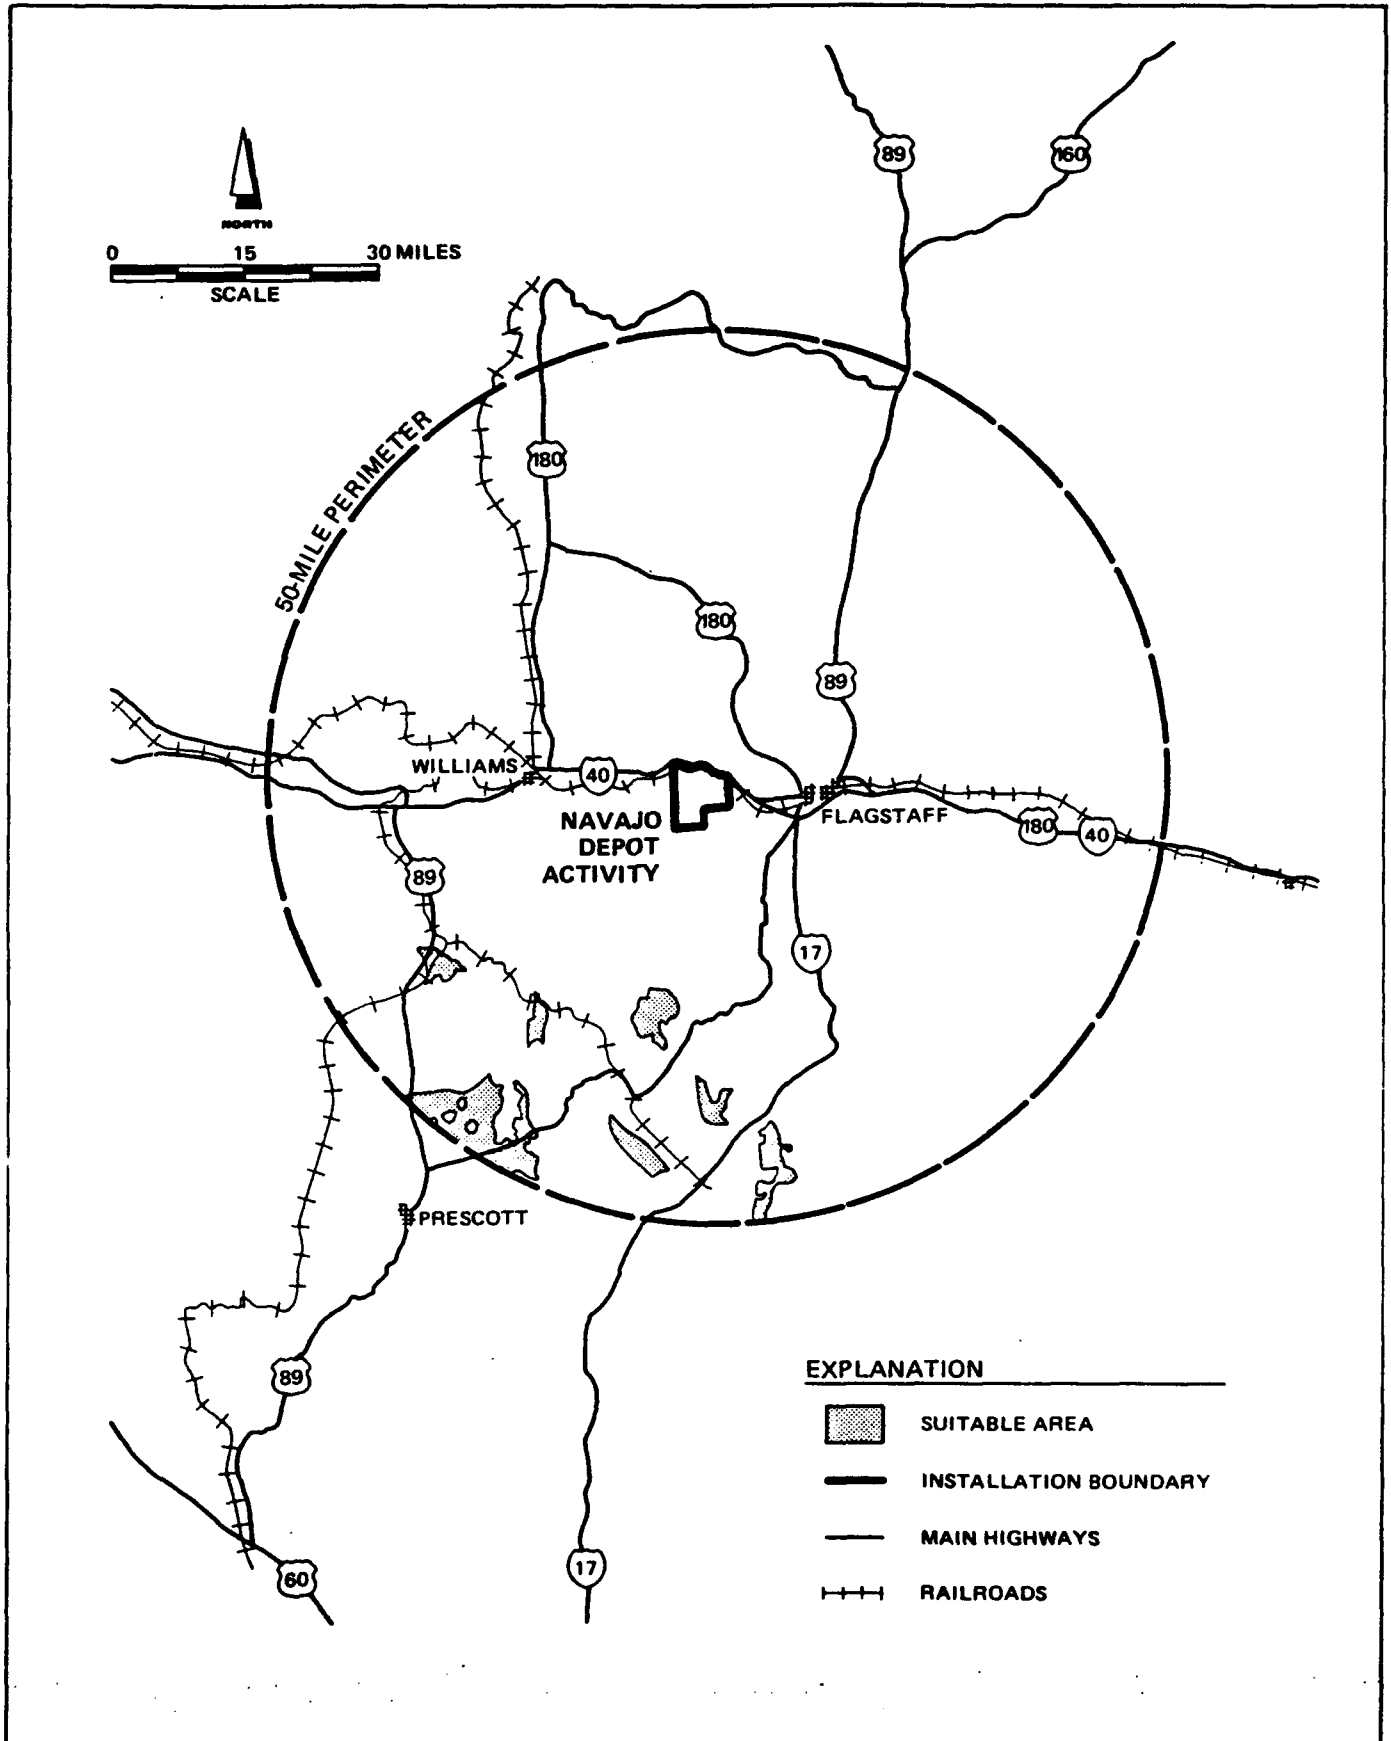 89
160
NORTH
0 15 30 MILES
SCALE
50-MILE PERIMETER
180
180
89
WILLIAMS
40
NAVAJO
DEPOT
ACTIVITY
FLAGSTAFF
180
40
89
17
PRESCOTT
89
60
17
EXPLANATION
SUITABLE AREA
INSTALLATION BOUNDARY
MAIN HIGHWAYS
RAILROADS